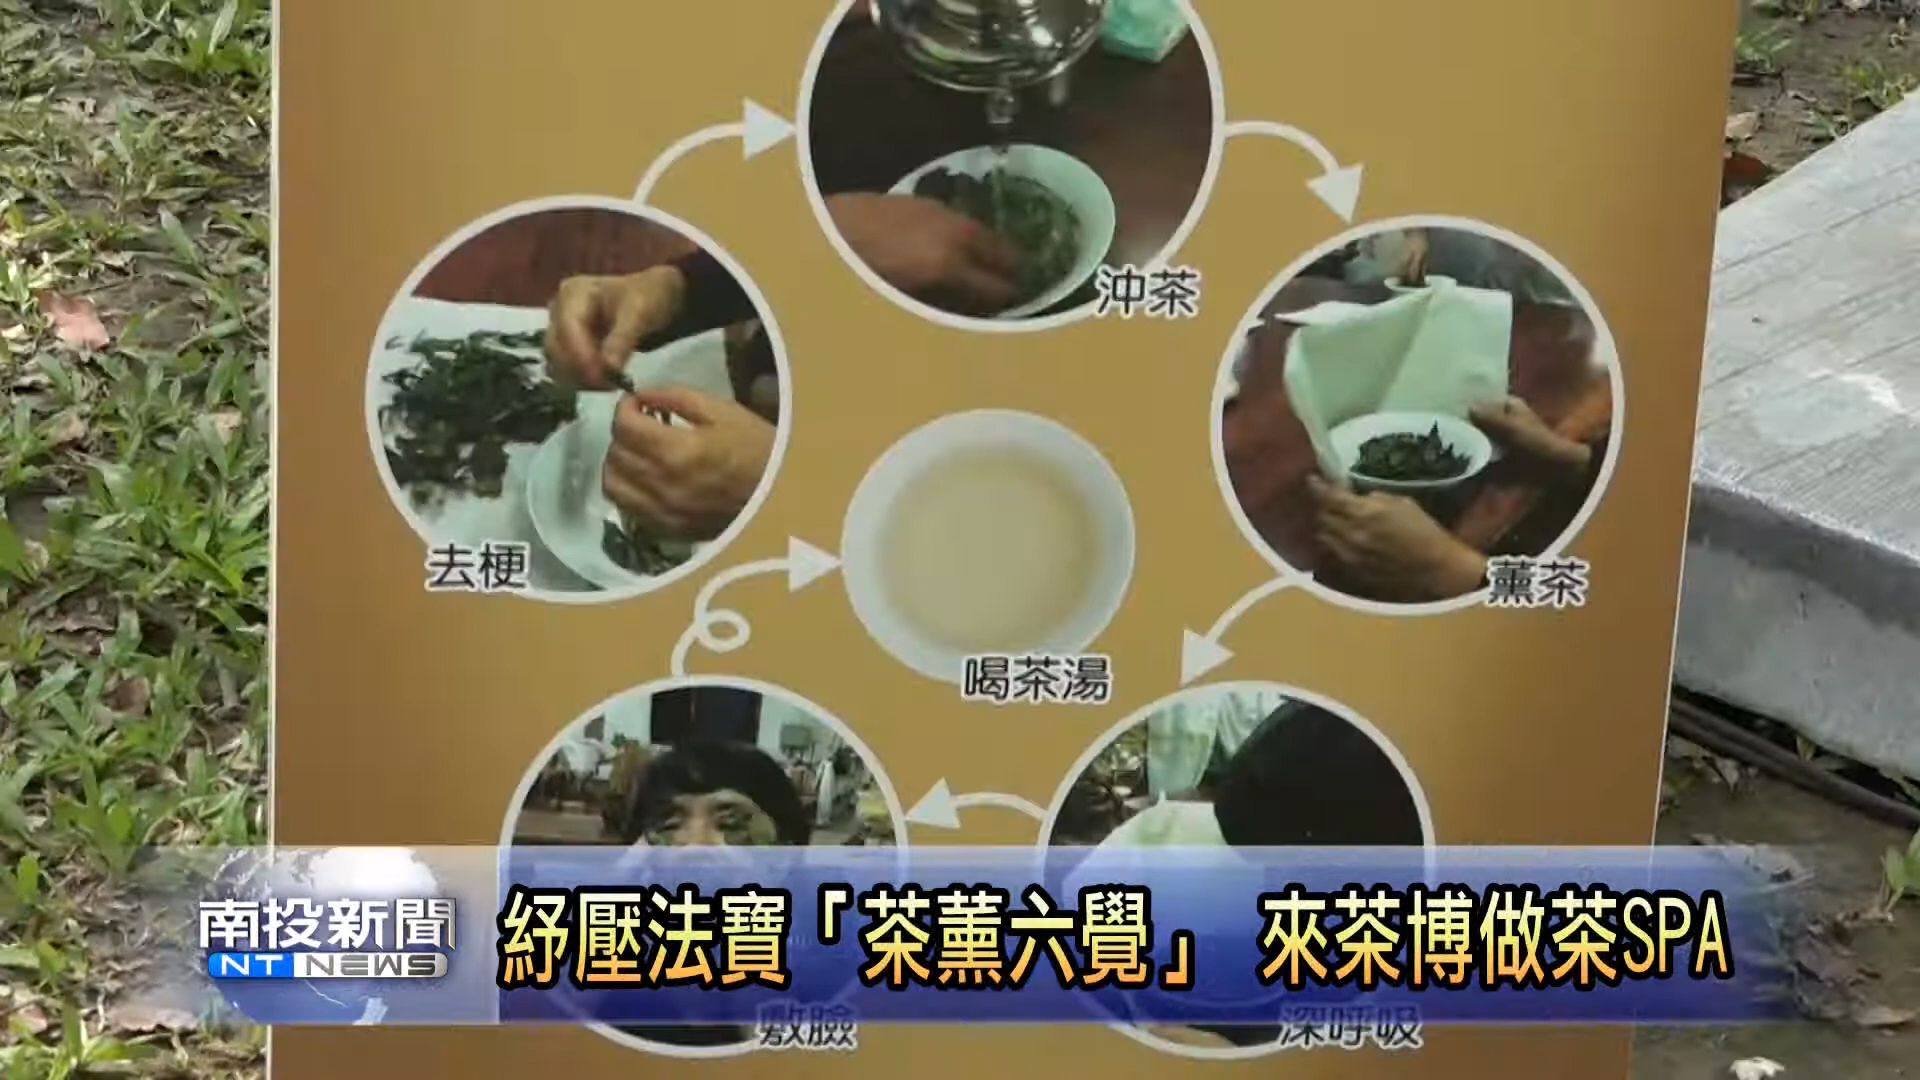 沖茶
去梗
薰茶
喝茶湯
南投新聞
NT NEWS
紓壓法寶「茶薰六覺」 來茶博做茶SPA
敷臉
深呼吸